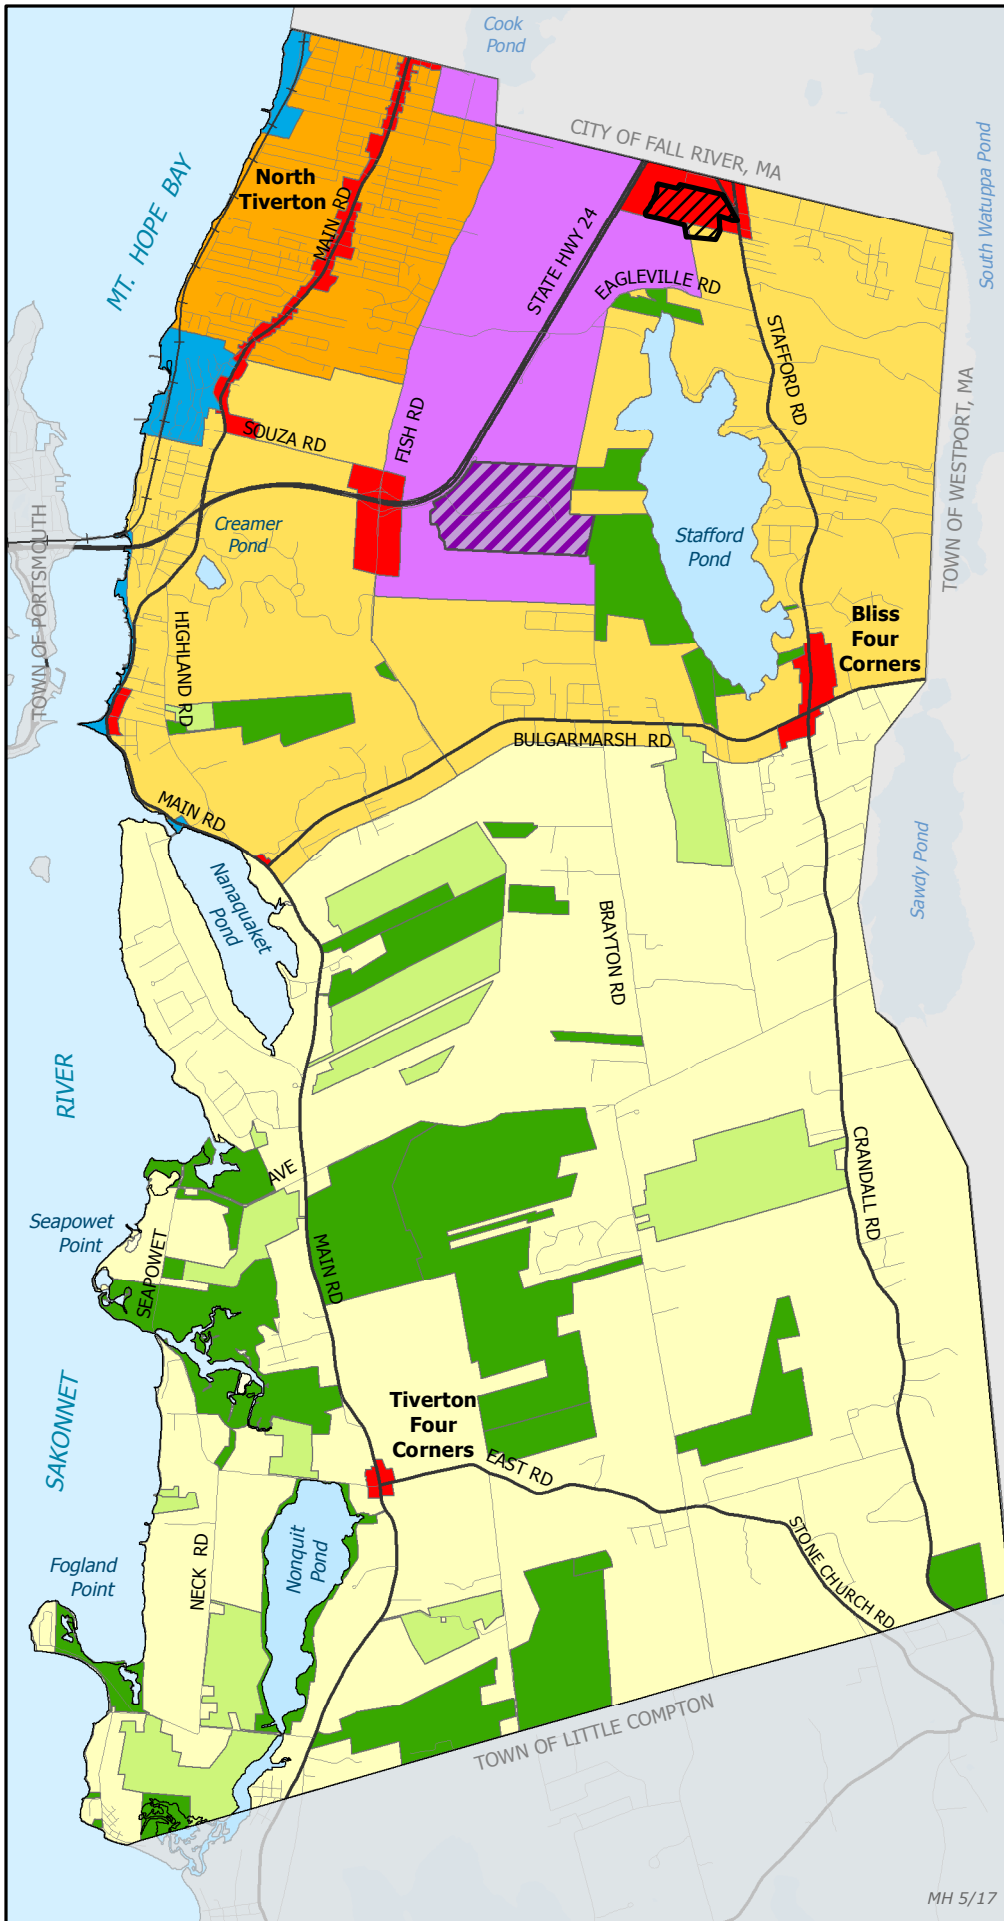 Cook
Pond
CITY OF FALL RIVER, MA
South Watuppa Pond
North
Tiverton
MAIN RD
MT. HOPE BAY
STATE HWY 24
EAGLEVILLE RD
STAFFORD RD
TOWN OF WESTPORT, MA
SOUZA RD
FISH RD
Creamer
Pond
Stafford
Pond
TOWN OF PORTSMOUTH
HIGHLAND RD
Bliss
Four
Corners
BULGARMARSH RD
MAIN RD
Nanaquaket
Pond
Sawdy Pond
BRAYTON RD
RIVER
SEAPOWET
AVE
CRANDALL RD
Seapowet
Point
MAIN RD
SAKONNET
Tiverton
Four
Corners
EAST RD
STONE CHURCH RD
Fogland
Point
NECK RD
Nonquit
Pond
TOWN OF LITTLE COMPTON
MH 5/17